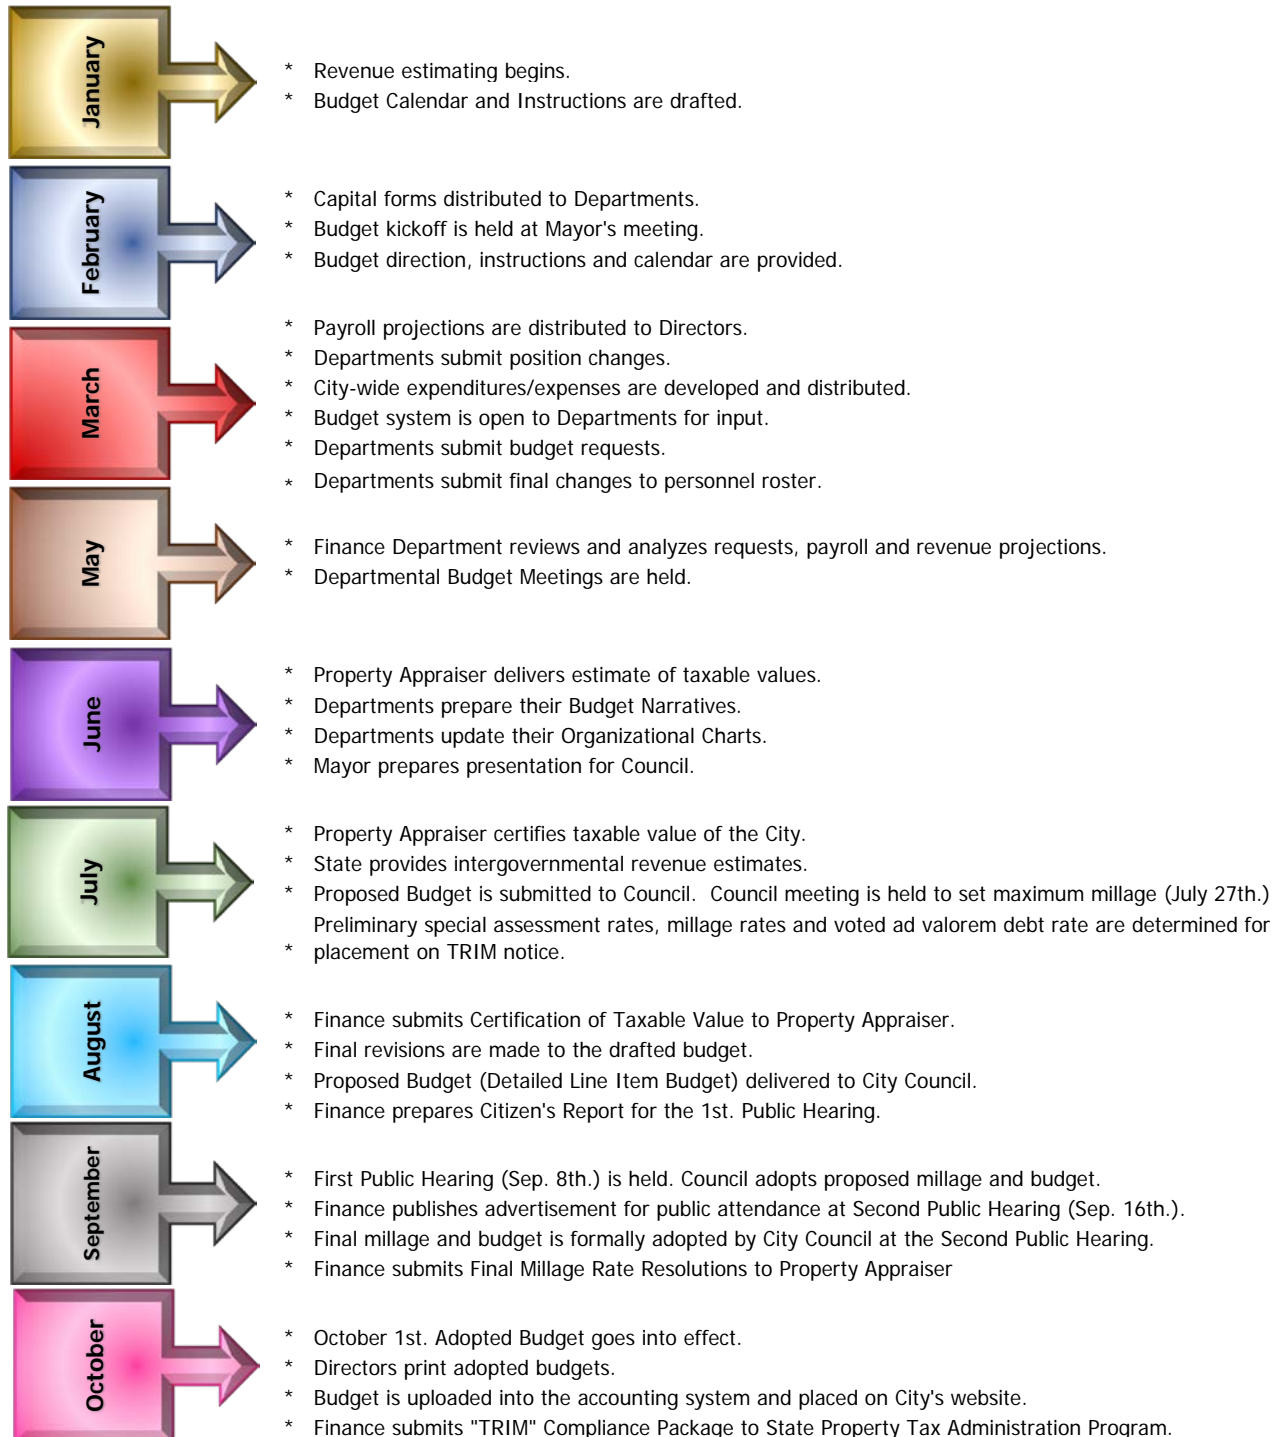 January
* Revenue estimating begins.
* Budget Calendar and Instructions are drafted.
February
* Capital forms distributed to Departments.
* Budget kickoff is held at Mayor's meeting.
* Budget direction, instructions and calendar are provided.
March
* Payroll projections are distributed to Directors.
* Departments submit position changes.
* City-wide expenditures/expenses are developed and distributed.
* Budget system is open to Departments for input.
* Departments submit budget requests.
* Departments submit final changes to personnel roster.
May
* Finance Department reviews and analyzes requests, payroll and revenue projections.
* Departmental Budget Meetings are held.
June
* Property Appraiser delivers estimate of taxable values.
* Departments prepare their Budget Narratives.
* Departments update their Organizational Charts.
* Mayor prepares presentation for Council.
July
* Property Appraiser certifies taxable value of the City.
* State provides intergovernmental revenue estimates.
* Proposed Budget is submitted to Council. Council meeting is held to set maximum millage (July 27th.)
Preliminary special assessment rates, millage rates and voted ad valorem debt rate are determined for
* placement on TRIM notice.
August
* Finance submits Certification of Taxable Value to Property Appraiser.
* Final revisions are made to the drafted budget.
* Proposed Budget (Detailed Line Item Budget) delivered to City Council.
* Finance prepares Citizen's Report for the 1st. Public Hearing.
September
* First Public Hearing (Sep. 8th.) is held. Council adopts proposed millage and budget.
* Finance publishes advertisement for public attendance at Second Public Hearing (Sep. 16th.).
* Final millage and budget is formally adopted by City Council at the Second Public Hearing.
* Finance submits Final Millage Rate Resolutions to Property Appraiser
October
* October 1st. Adopted Budget goes into effect.
* Directors print adopted budgets.
* Budget is uploaded into the accounting system and placed on City's website.
* Finance submits "TRIM" Compliance Package to State Property Tax Administration Program.